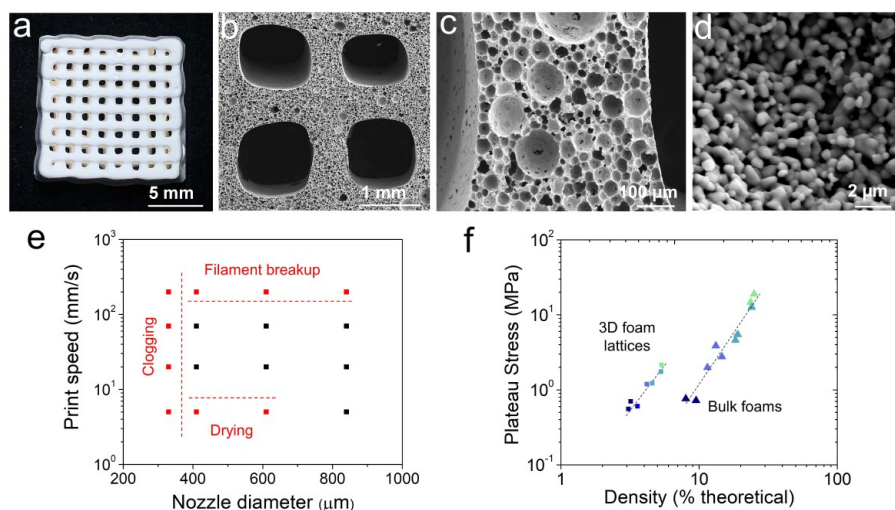 a
b
c
d
5 mm
1 mm
100 µm
2 µm
e
f
Print speed (mm/s)
10³
10²
10¹
10⁰
Filament breakup
Clogging
Drying
200
400
600
800
1000
Nozzle diameter (µm)
Plateau Stress (MPa)
10²
10¹
10⁰
10⁻¹
3D foam
lattices
Bulk foams
1
10
100
Density (% theoretical)